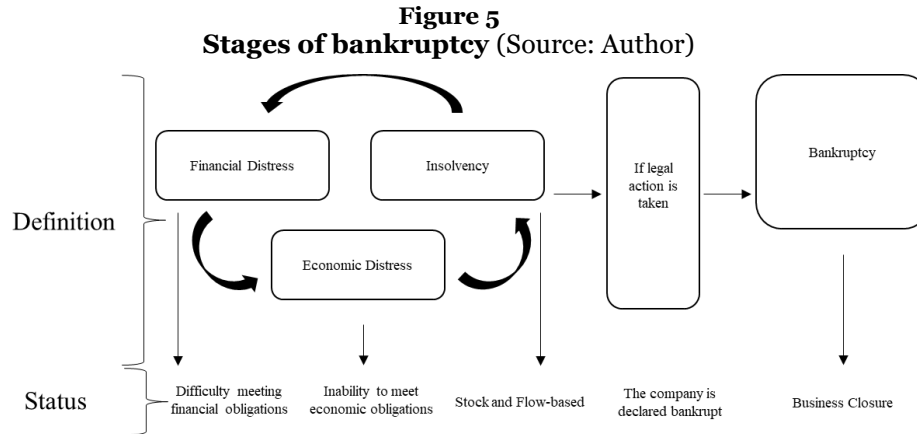 Figure 5
Stages of bankruptcy (Source: Author)
Definition
Financial Distress
Insolvency
Economic Distress
If legal
action is
taken
Bankruptcy
Status
Difficulty meeting
financial obligations
Inability to meet
economic obligations
Stock and Flow-based
The company is
declared bankrupt
Business Closure